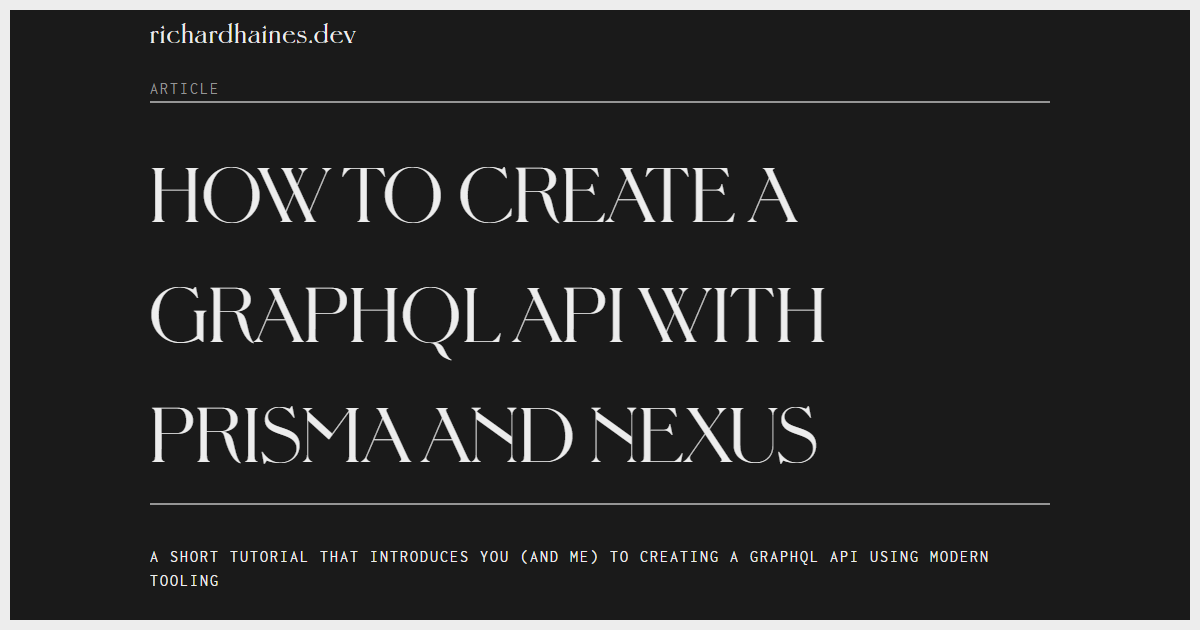 richardhaines.dev
ARTICLE
HOW TO CREATE A
GRAPHQL API WITH
PRISMA AND NEXUS
A SHORT TUTORIAL THAT INTRODUCES YOU (AND ME) TO CREATING A GRAPHQL API USING MODERN
TOOLING